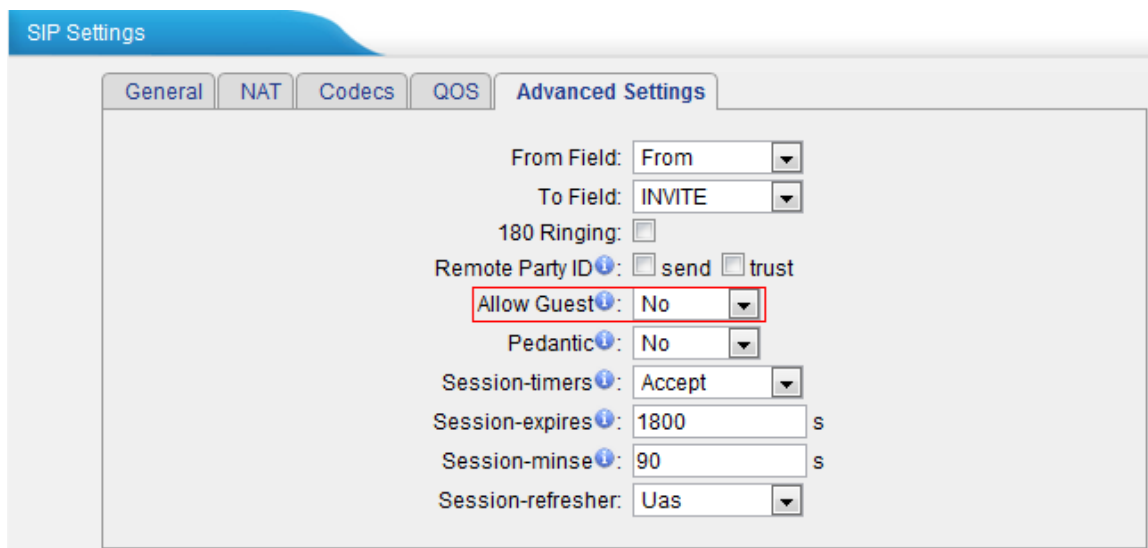 SIP Settings
General NAT Codecs QOS Advanced Settings
From Field: From
To Field: INVITE
180 Ringing:
Remote Party ID i: send trust
Allow Guest i: No
Pedantic i: No
Session-timers i: Accept
Session-expires i: 1800 s
Session-minse i: 90 s
Session-refresher: Uas